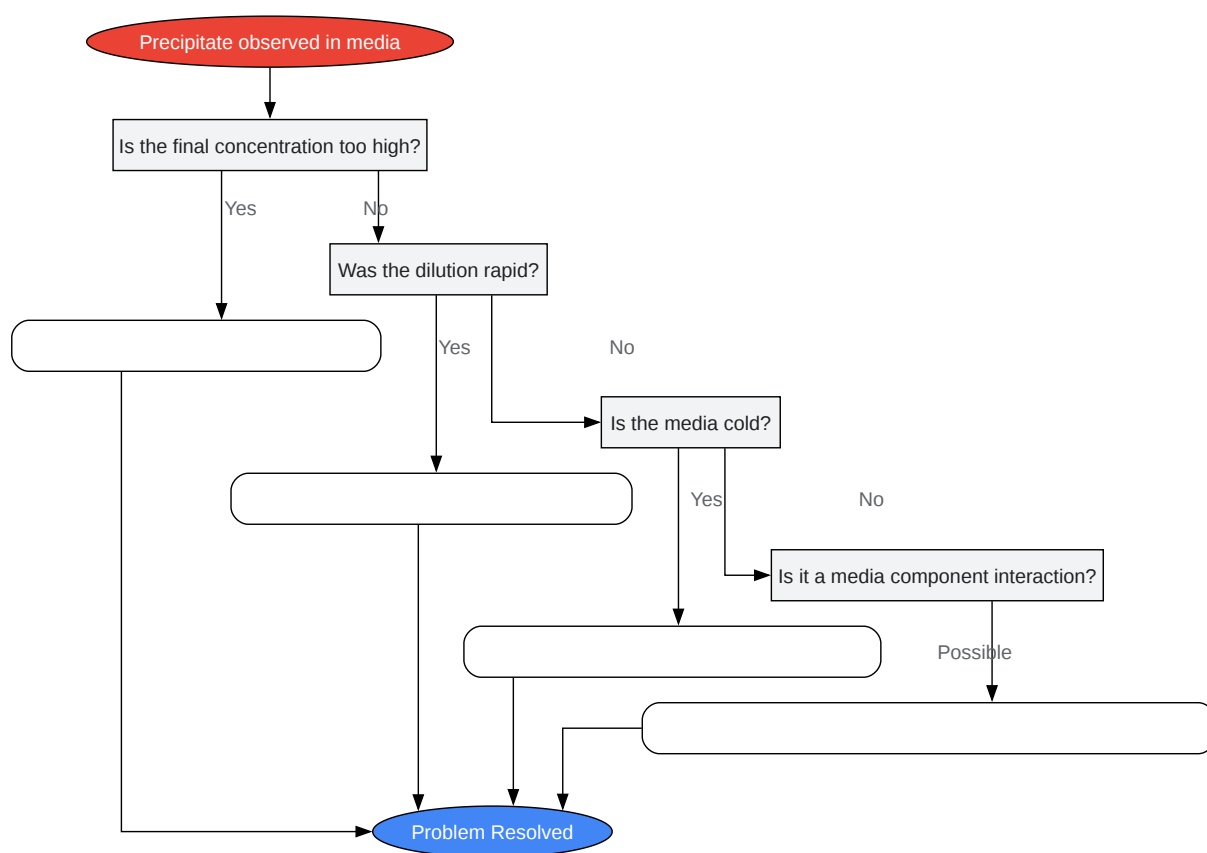 Precipitate observed in media
Is the final concentration too high?
Yes
No
Was the dilution rapid?
Yes
No
Is the media cold?
Yes
No
Is it a media component interaction?
Possible
Problem Resolved